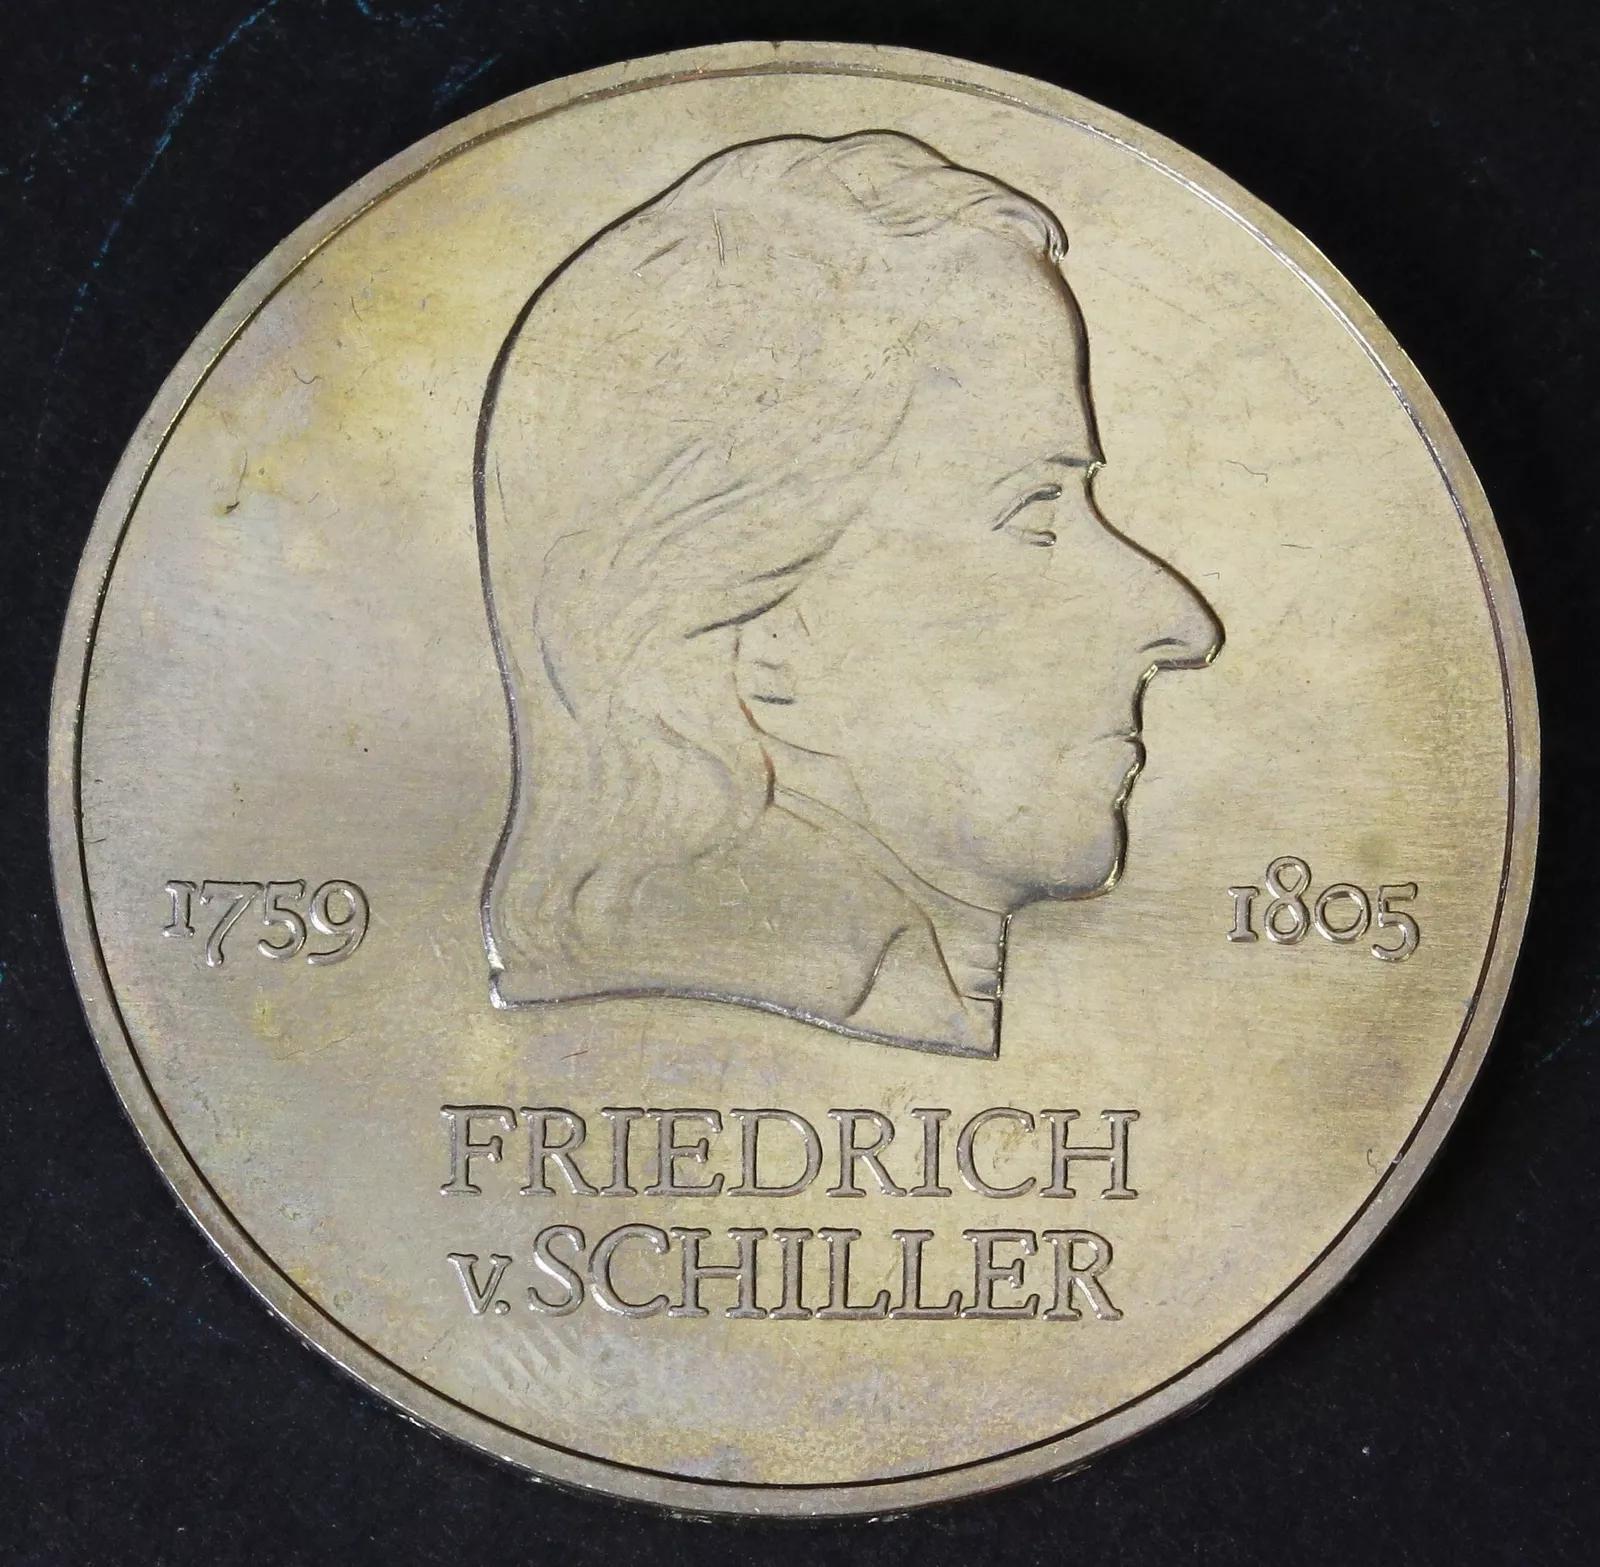 1759
1805
FRIEDRICH
v. SCHILLER